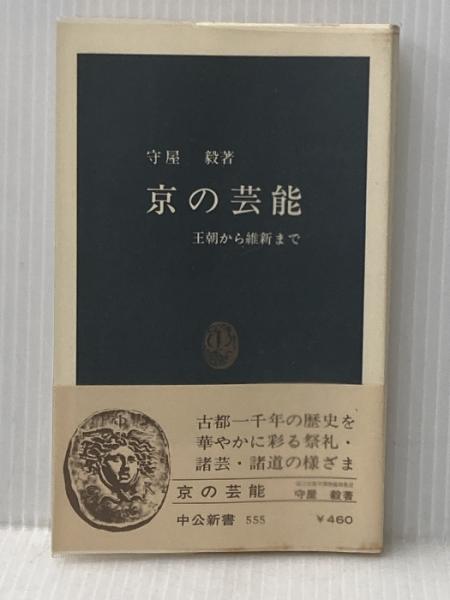 守屋 毅著
京の芸能
王朝から維新まで
古都一千年の歴史を
華やかに彩る祭礼・
諸芸・諸道の様ざま
京の芸能
守屋 毅著
中公新書 555
¥460